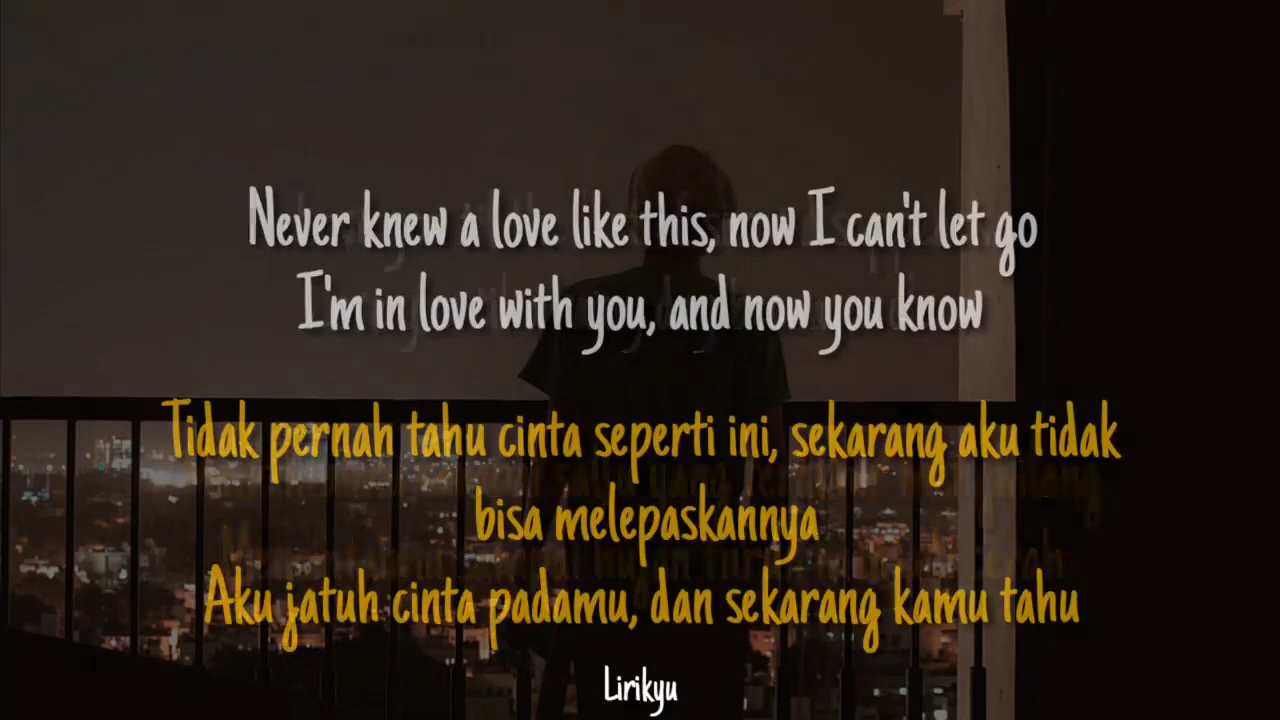 Never knew a love like this, now I can't let go
I'm in love with you, and now you know
Tidak pernah tahu cinta seperti ini, sekarang aku tidak
bisa melepaskannya
Aku jatuh cinta padamu, dan sekarang kamu tahu
Lirikyu